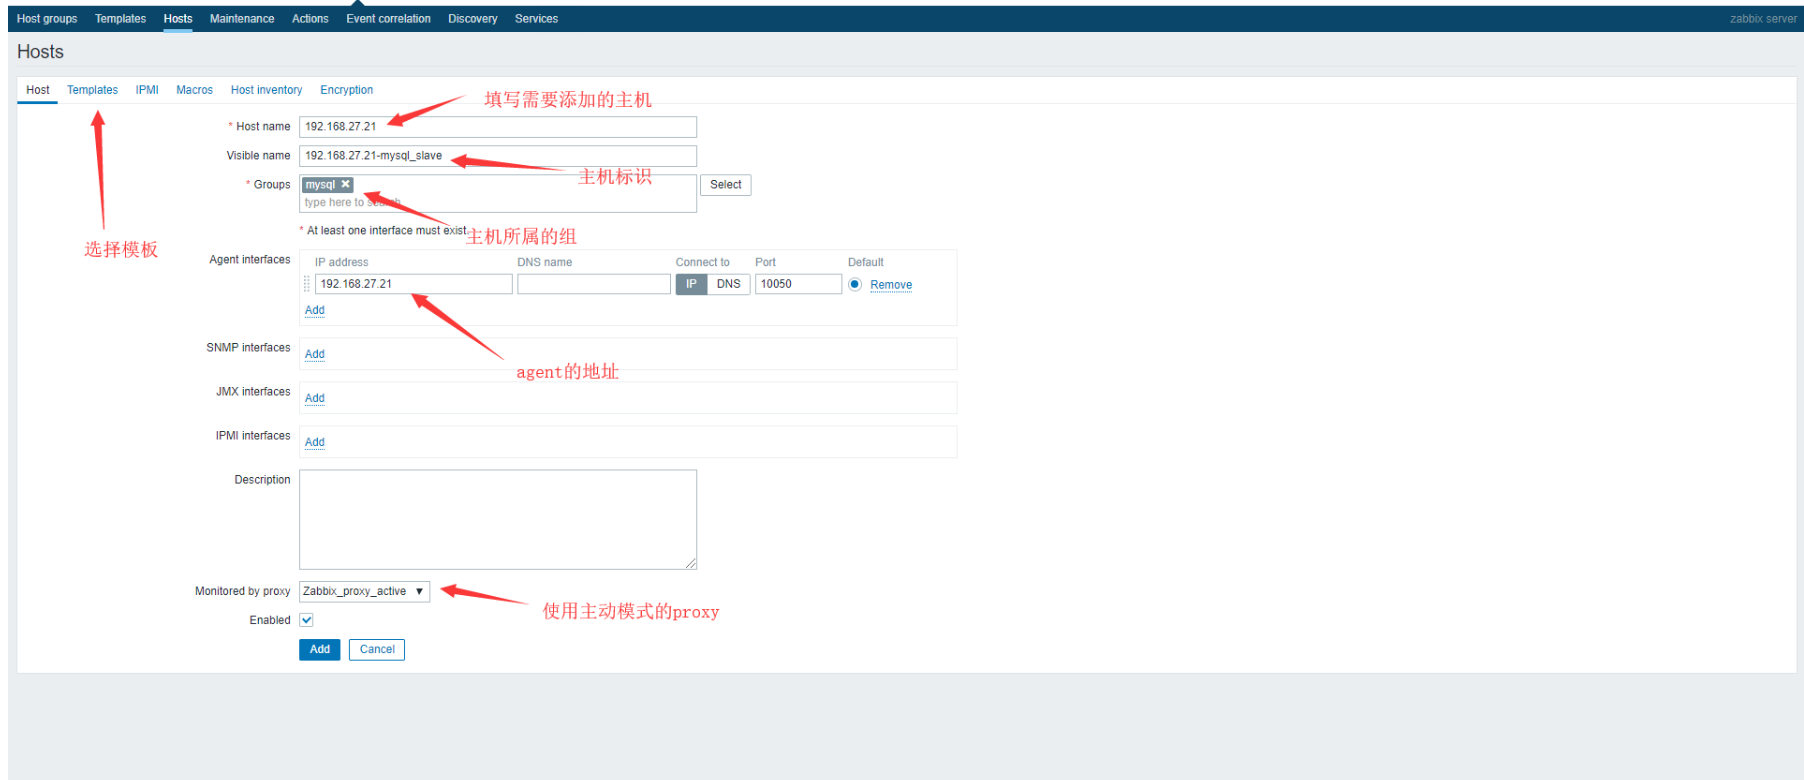 Host groups Templates Hosts Maintenance Actions Event correlation Discovery Services zabbix server
Hosts
Host Templates IPMI Macros Host inventory Encryption
填写需要添加的主机
* Host name 192.168.27.21
Visible name 192.168.27.21-mysql_slave
主机标识
* Groups mysql Select
type here to search
* At least one interface must exist.
主机所属的组
选择模板
Agent interfaces IP address DNS name Connect to Port Default
192.168.27.21 IP DNS 10050 Remove
Add
SNMP interfaces Add
agent的地址
JMX interfaces Add
IPMI interfaces Add
Description
Monitored by proxy Zabbix_proxy_active
使用主动模式的proxy
Enabled
Add Cancel